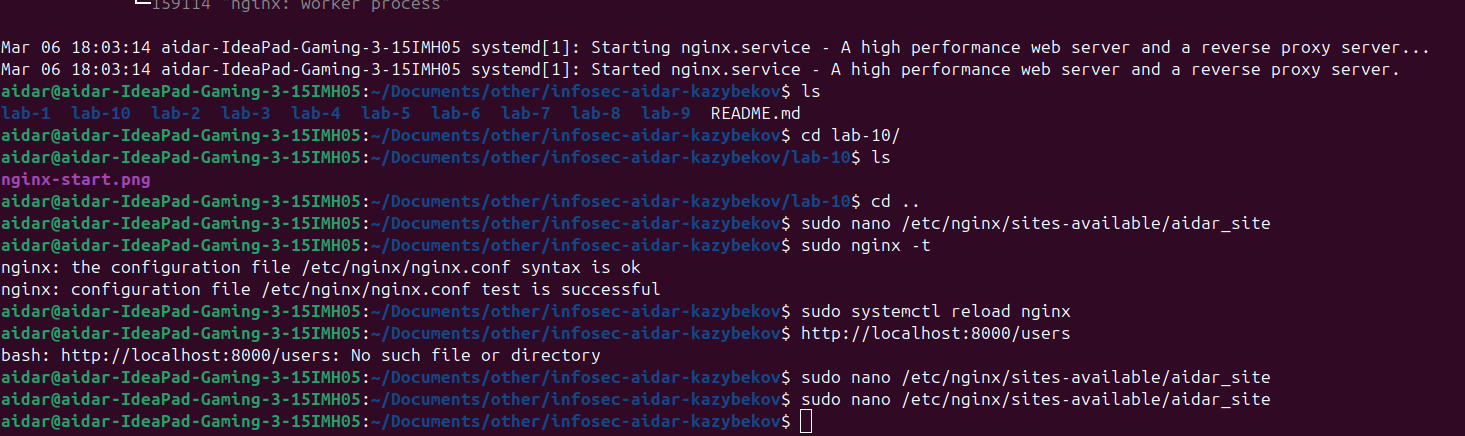 └─159114 "nginx: worker process"
Mar 06 18:03:14 aidar-IdeaPad-Gaming-3-15IMH05 systemd[1]: Starting nginx.service - A high performance web server and a reverse proxy server...
Mar 06 18:03:14 aidar-IdeaPad-Gaming-3-15IMH05 systemd[1]: Started nginx.service - A high performance web server and a reverse proxy server.
aidar@aidar-IdeaPad-Gaming-3-15IMH05:~/Documents/other/infosec-aidar-kazybekov$ ls
lab-1  lab-10  lab-2  lab-3  lab-4  lab-5  lab-6  lab-7  lab-8  lab-9  README.md
aidar@aidar-IdeaPad-Gaming-3-15IMH05:~/Documents/other/infosec-aidar-kazybekov$ cd lab-10/
aidar@aidar-IdeaPad-Gaming-3-15IMH05:~/Documents/other/infosec-aidar-kazybekov/lab-10$ ls
nginx-start.png
aidar@aidar-IdeaPad-Gaming-3-15IMH05:~/Documents/other/infosec-aidar-kazybekov/lab-10$ cd ..
aidar@aidar-IdeaPad-Gaming-3-15IMH05:~/Documents/other/infosec-aidar-kazybekov$ sudo nano /etc/nginx/sites-available/aidar_site
aidar@aidar-IdeaPad-Gaming-3-15IMH05:~/Documents/other/infosec-aidar-kazybekov$ sudo nginx -t
nginx: the configuration file /etc/nginx/nginx.conf syntax is ok
nginx: configuration file /etc/nginx/nginx.conf test is successful
aidar@aidar-IdeaPad-Gaming-3-15IMH05:~/Documents/other/infosec-aidar-kazybekov$ sudo systemctl reload nginx
aidar@aidar-IdeaPad-Gaming-3-15IMH05:~/Documents/other/infosec-aidar-kazybekov$ http://localhost:8000/users
bash: http://localhost:8000/users: No such file or directory
aidar@aidar-IdeaPad-Gaming-3-15IMH05:~/Documents/other/infosec-aidar-kazybekov$ sudo nano /etc/nginx/sites-available/aidar_site
aidar@aidar-IdeaPad-Gaming-3-15IMH05:~/Documents/other/infosec-aidar-kazybekov$ sudo nano /etc/nginx/sites-available/aidar_site
aidar@aidar-IdeaPad-Gaming-3-15IMH05:~/Documents/other/infosec-aidar-kazybekov$